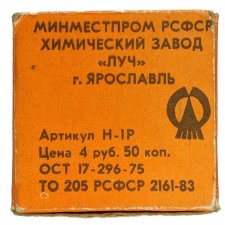 МИНМЕСТПРОМ РСФСР
ХИМИЧЕСКИЙ ЗАВОД
«ЛУЧ»
г. ЯРОСЛАВЛЬ
Артикул Н-1Р
Цена 4 руб. 50 коп.
ОСТ 17-296-75
ТО 205 РСФСР 2161-83